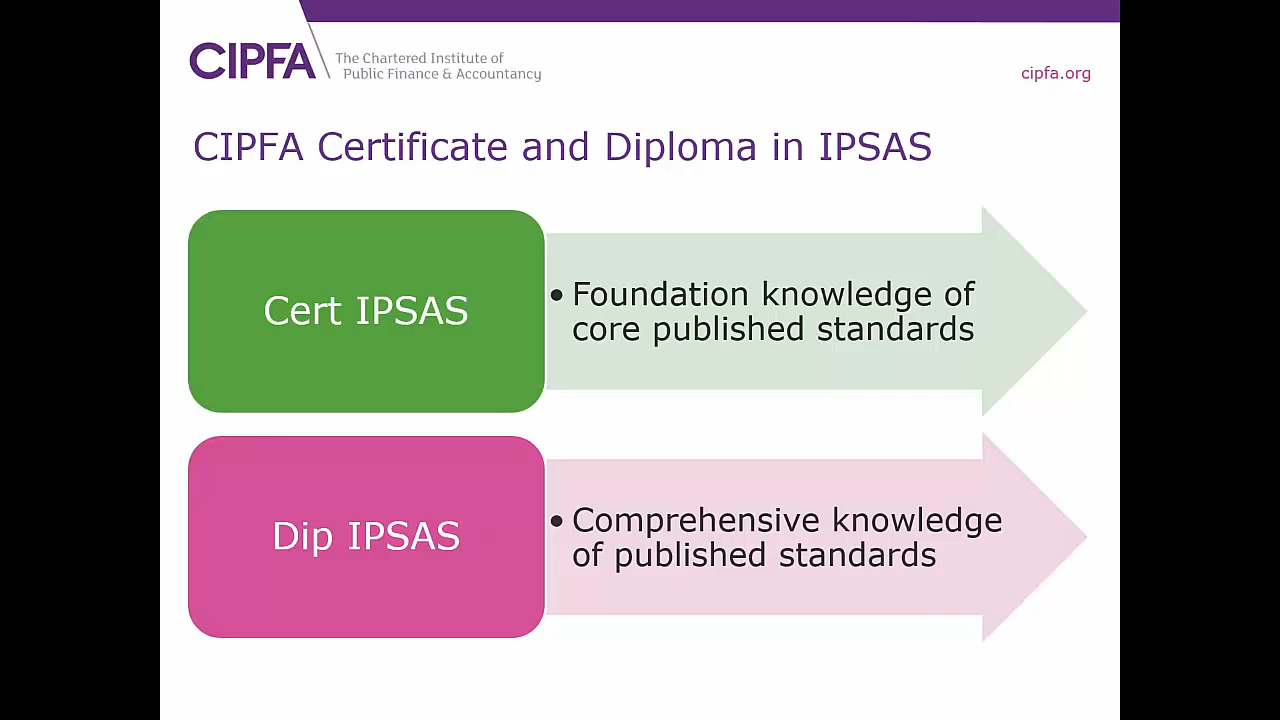 CIPFA
The Chartered Institute of
Public Finance & Accountancy
cipfa.org
CIPFA Certificate and Diploma in IPSAS
Cert IPSAS
• Foundation knowledge of
core published standards
Dip IPSAS
• Comprehensive knowledge
of published standards